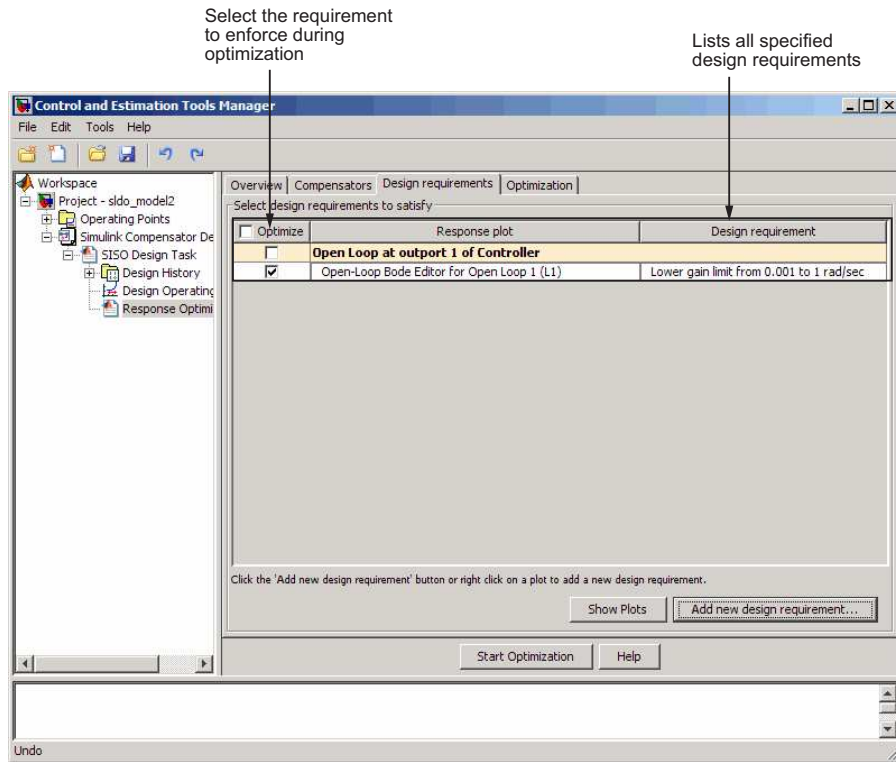 Select the requirement
to enforce during
optimization
Lists all specified
design requirements
Control and Estimation Tools Manager
File Edit Tools Help
Workspace
Project - sldo_model2
Operating Points
Simulink Compensator De
SISO Design Task
Design History
Design Operating
Response Optimi
Overview Compensators Design requirements Optimization
Select design requirements to satisfy
Optimize Response plot Design requirement
Open Loop at outport 1 of Controller
Open-Loop Bode Editor for Open Loop 1 (L1) Lower gain limit from 0.001 to 1 rad/sec
Click the 'Add new design requirement' button or right click on a plot to add a new design requirement.
Show Plots Add new design requirement...
Start Optimization Help
Undo